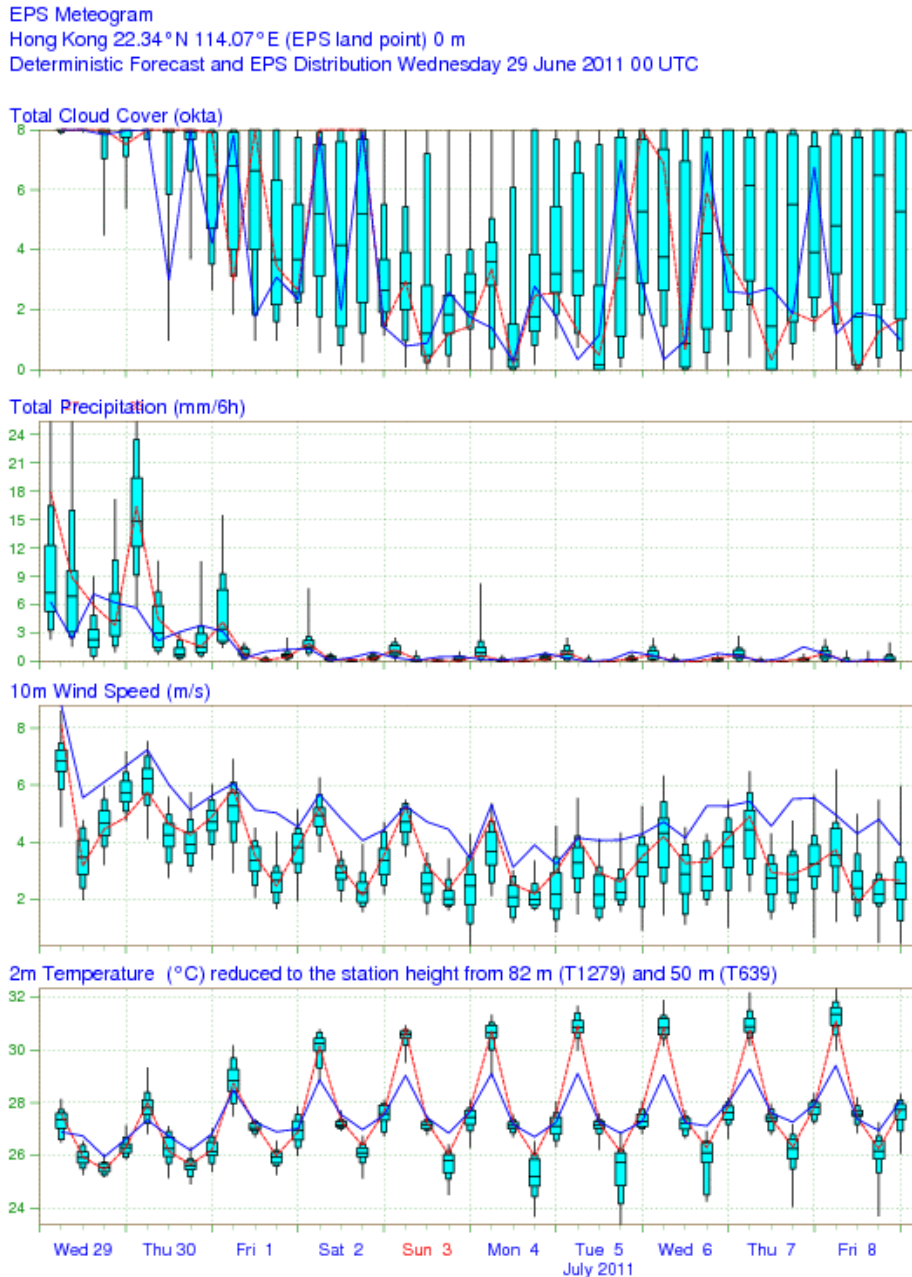 EPS Meteogram
Hong Kong 22.34°N 114.07°E (EPS land point) 0 m
Deterministic Forecast and EPS Distribution Wednesday 29 June 2011 00 UTC
Total Cloud Cover (okta)
8
6
4
2
0
Total Precipitation (mm/6h)
24
21
18
15
12
9
6
3
0
10m Wind Speed (m/s)
8
6
4
2
2m Temperature (°C) reduced to the station height from 82 m (T1279) and 50 m (T639)
32
30
28
26
24
Wed 29 Thu 30 Fri 1 Sat 2 Sun 3 Mon 4 Tue 5 Wed 6 Thu 7 Fri 8
July 2011